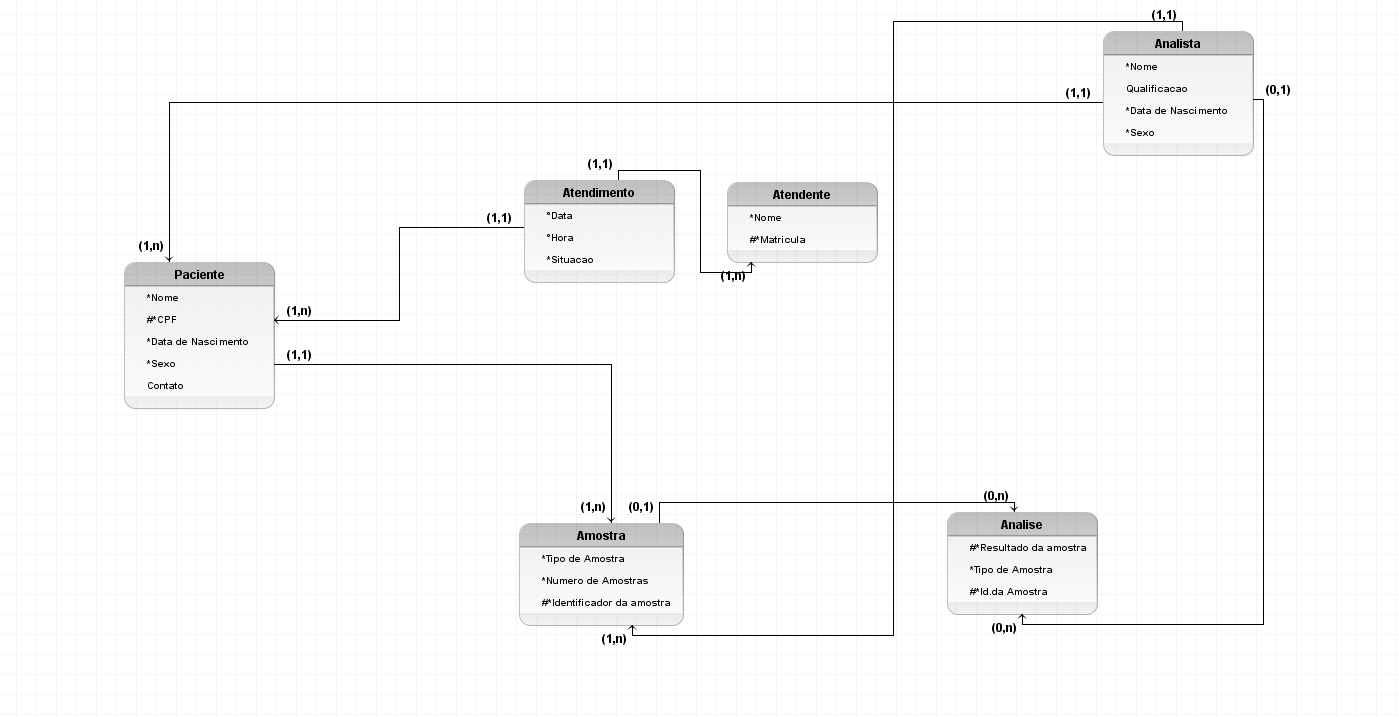 (1,1)
Analista
*Nome
Qualificacao
*Data de Nascimento
*Sexo
(1,1)
(0,1)
(1,1)
Atendimento
*Data
*Hora
*Situacao
Atendente
*Nome
#*Matricula
(1,1)
(1,n)
(1,n)
Paciente
*Nome
#*CPF
*Data de Nascimento
*Sexo
Contato
(1,n)
(1,1)
(1,n)
(0,1)
(0,n)
Amostra
*Tipo de Amostra
*Numero de Amostras
#*Identificador da amostra
(1,n)
Analise
#*Resultado da amostra
*Tipo de Amostra
#*Id.da Amostra
(0,n)